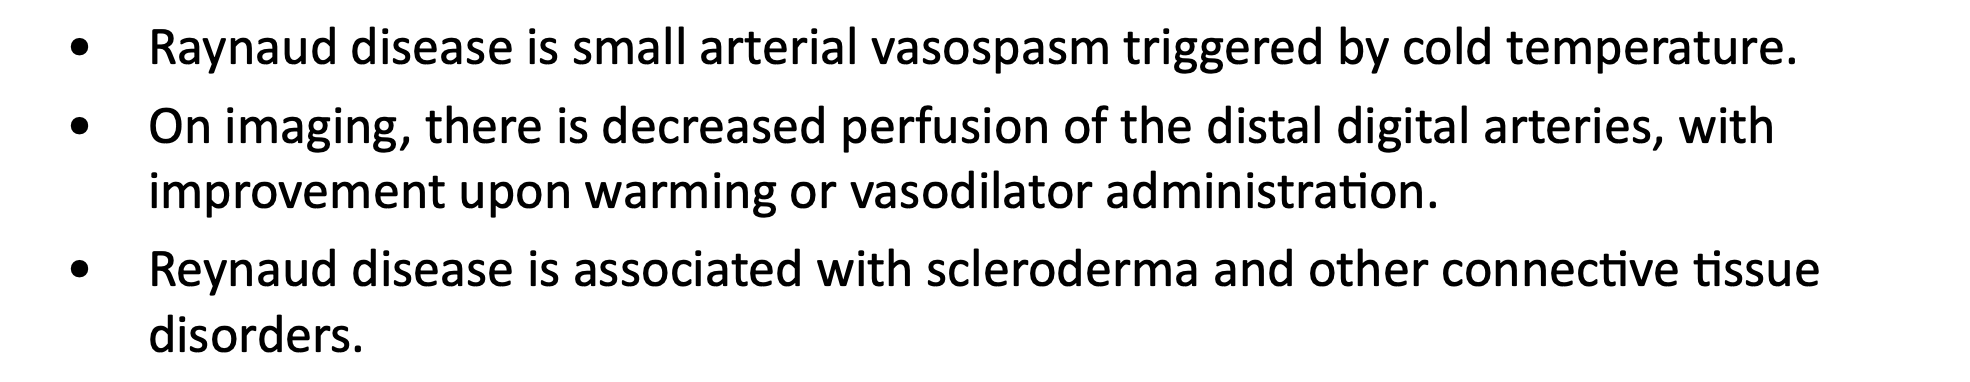 • Raynaud disease is small arterial vasospasm triggered by cold temperature.
• On imaging, there is decreased perfusion of the distal digital arteries, with
improvement upon warming or vasodilator administration.
• Reynaud disease is associated with scleroderma and other connective tissue
disorders.